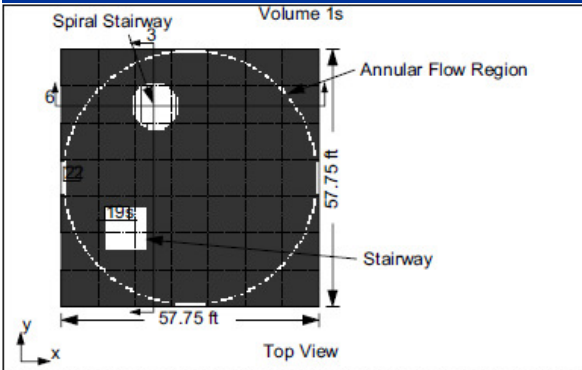 Volume 1s
Spiral Stairway
3
Annular Flow Region
6
22
57.75 ft
19s
Stairway
57.75 ft
y
x
Top View